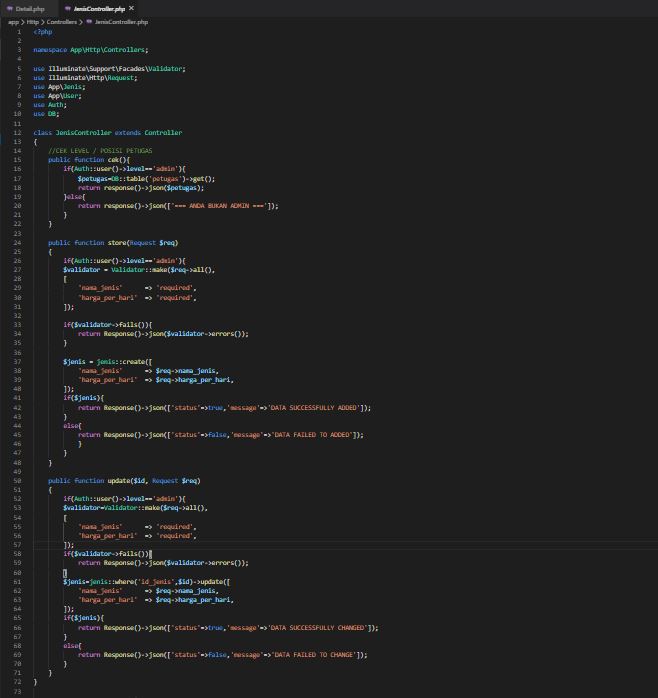 Detail.php JenisController.php ×
app > Http > Controllers > JenisController.php
1 <?php
2
3 namespace App\Http\Controllers;
4
5 use Illuminate\Support\Facades\Validator;
6 use Illuminate\Http\Request;
7 use App\Jenis;
8 use App\User;
9 use Auth;
10 use DB;
11
12 class JenisController extends Controller
13 {
14 //CEK LEVEL / POSISI PETUGAS
15 public function cek(){
16 if(Auth::user()->level=='admin'){
17 $petugas=DB::table('petugas')->get();
18 return response()->json($petugas);
19 }else{
20 return response()->json(['=== ANDA BUKAN ADMIN ===']);
21 }
22 }
23
24 public function store(Request $req)
25 {
26 if(Auth::user()->level=='admin'){
27 $validator = Validator::make($req->all(),
28 [
29 'nama_jenis' => 'required',
30 'harga_per_hari' => 'required',
31 ]);
32
33 if($validator->fails()){
34 return Response()->json($validator->errors());
35 }
36
37 $jenis = jenis::create([
38 'nama_jenis' => $req->nama_jenis,
39 'harga_per_hari' => $req->harga_per_hari,
40 ]);
41 if($jenis){
42 return Response()->json(['status'=>true,'message'=>'DATA SUCCESSFULLY ADDED']);
43 }
44 else{
45 return Response()->json(['status'=>false,'message'=>'DATA FAILED TO ADDED']);
46 }
47 }
48 }
49
50 public function update($id, Request $req)
51 {
52 if(Auth::user()->level=='admin'){
53 $validator=Validator::make($req->all(),
54 [
55 'nama_jenis' => 'required',
56 'harga_per_hari' => 'required',
57 ]);
58 if($validator->fails()){
59 return Response()->json($validator->errors());
60 }
61 $jenis=jenis::where('id_jenis',$id)->update([
62 'nama_jenis' => $req->nama_jenis,
63 'harga_per_hari' => $req->harga_per_hari,
64 ]);
65 if($jenis){
66 return Response()->json(['status'=>true,'message'=>'DATA SUCCESSFULLY CHANGED']);
67 }
68 else{
69 return Response()->json(['status'=>false,'message'=>'DATA FAILED TO CHANGE']);
70 }
71 }
72 }
73